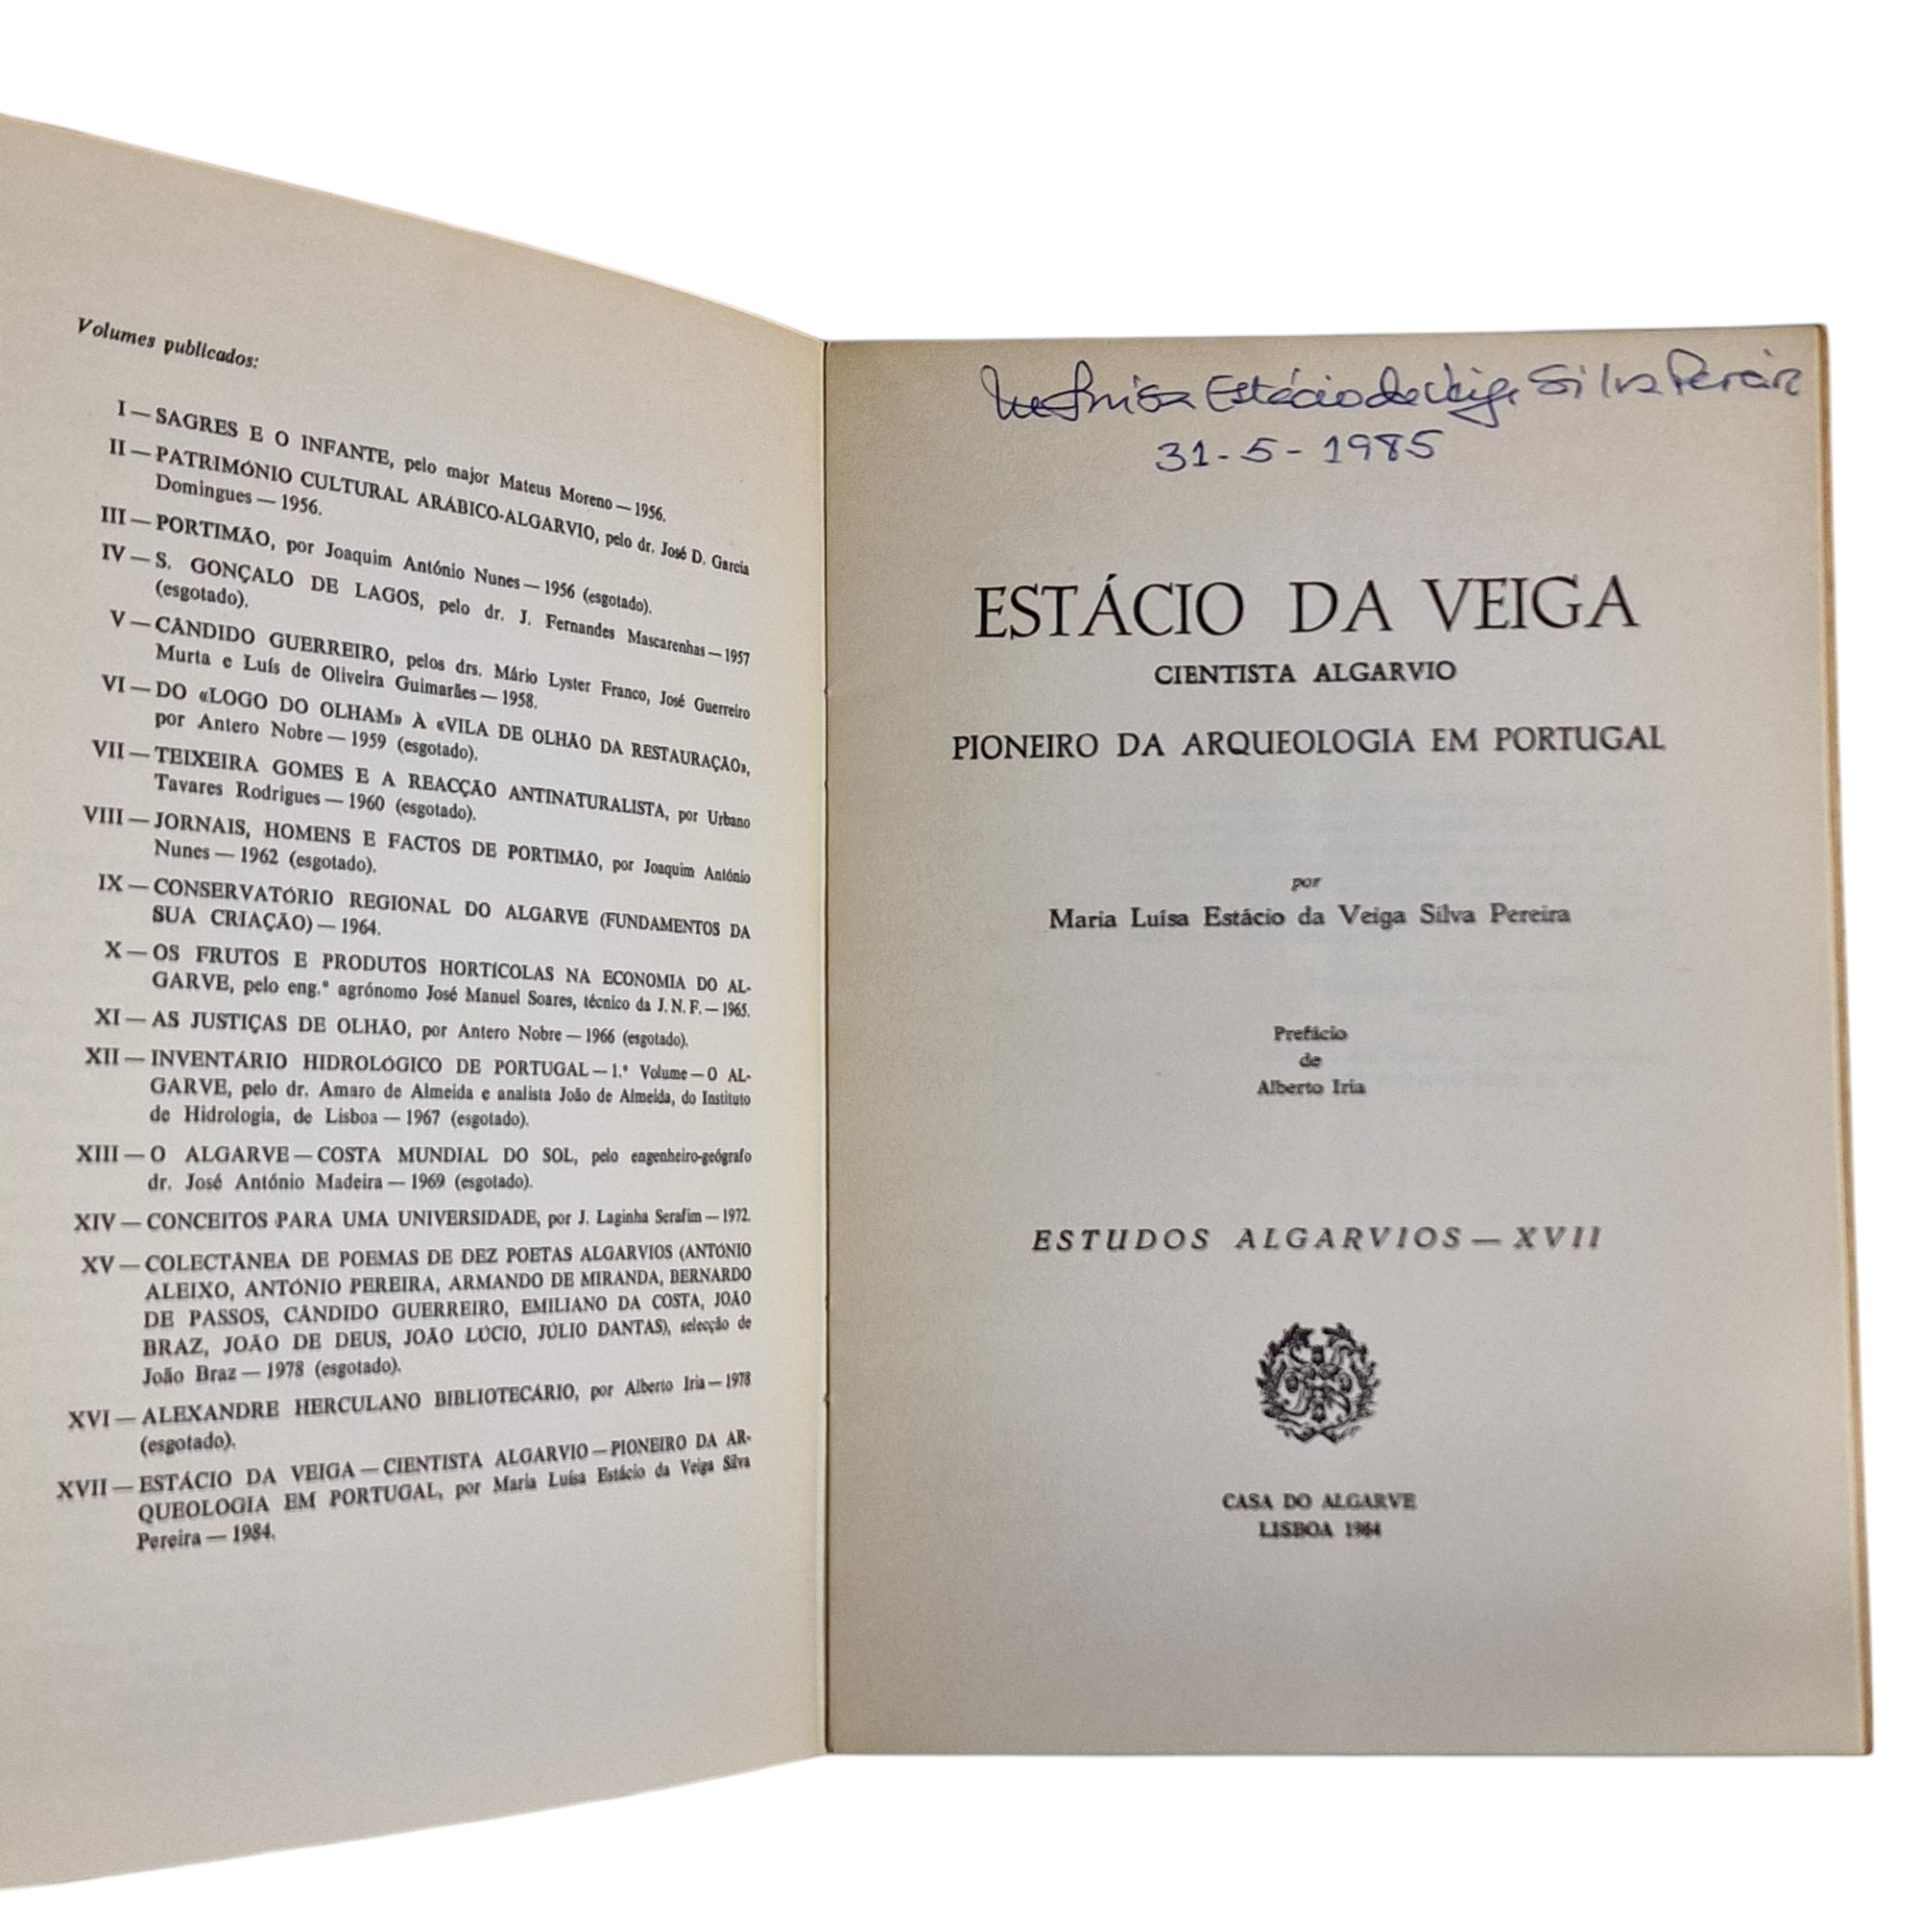 Volumes publicados:
I — SAGRES E O INFANTE, pelo major Mateus Moreno — 1956.
II — PATRIMÓNIO CULTURAL ARÁBICO-ALGARVIO, pelo dr. José D. Garcia
Domingues — 1956.
III — PORTIMÃO, por Joaquim António Nunes — 1956 (esgotado).
IV — S. GONÇALO DE LAGOS, pelo dr. J. Fernandes Mascarenhas — 1957
(esgotado).
V — CÂNDIDO GUERREIRO, pelos drs. Mário Lyster Franco, José Guerreiro
Murta e Luís de Oliveira Guimarães — 1958.
VI — DO «LOGO DO OLHAM» À «VILA DE OLHÃO DA RESTAURAÇÃO»,
por Antero Nobre — 1959 (esgotado).
VII — TEIXEIRA GOMES E A REACÇÃO ANTINATURALISTA, por Urbano
Tavares Rodrigues — 1960 (esgotado).
VIII — JORNAIS, HOMENS E FACTOS DE PORTIMÃO, por Joaquim António
Nunes — 1962 (esgotado).
IX — CONSERVATÓRIO REGIONAL DO ALGARVE (FUNDAMENTOS DA
SUA CRIAÇÃO) — 1964.
X — OS FRUTOS E PRODUTOS HORTÍCOLAS NA ECONOMIA DO AL-
GARVE, pelo eng.º agrónomo José Manuel Soares, técnico da J. N. F. — 1965.
XI — AS JUSTIÇAS DE OLHÃO, por Antero Nobre — 1966 (esgotado).
XII — INVENTÁRIO HIDROLÓGICO DE PORTUGAL — 1.º Volume — O AL-
GARVE, pelo dr. Amaro de Almeida e analista João de Almeida, do Instituto
de Hidrologia, de Lisboa — 1967 (esgotado).
XIII — O ALGARVE — COSTA MUNDIAL DO SOL, pelo engenheiro-geógrafo
dr. José António Madeira — 1969 (esgotado).
XIV — CONCEITOS PARA UMA UNIVERSIDADE, por J. Laginha Serafim — 1972.
XV — COLECTÂNEA DE POEMAS DE DEZ POETAS ALGARVIOS (ANTÓNIO
ALEIXO, ANTÓNIO PEREIRA, ARMANDO DE MIRANDA, BERNARDO
DE PASSOS, CÂNDIDO GUERREIRO, EMILIANO DA COSTA, JOÃO
BRAZ, JOÃO DE DEUS, JOÃO LÚCIO, JÚLIO DANTAS), selecção de
João Braz — 1978 (esgotado).
XVI — ALEXANDRE HERCULANO BIBLIOTECÁRIO, por Alberto Iria — 1978
(esgotado).
XVII — ESTÁCIO DA VEIGA — CIENTISTA ALGARVIO — PIONEIRO DA AR-
QUEOLOGIA EM PORTUGAL, por Maria Luísa Estácio da Veiga Silva
Pereira — 1984.
Mª Luísa Estácio da Veiga Silva Pereira
31-5-1985
ESTÁCIO DA VEIGA
CIENTISTA ALGARVIO
PIONEIRO DA ARQUEOLOGIA EM PORTUGAL
por
Maria Luísa Estácio da Veiga Silva Pereira
Prefácio
de
Alberto Iria
ESTUDOS ALGARVIOS — XVII
CASA DO ALGARVE
LISBOA 1984